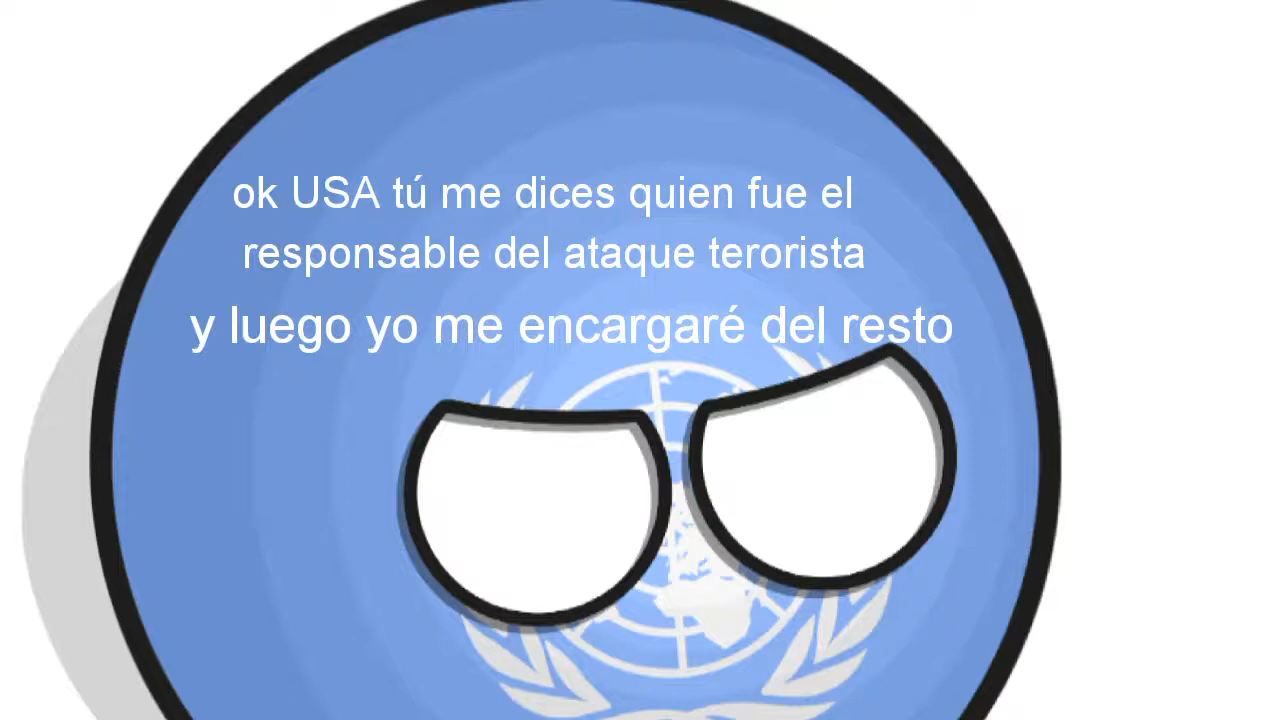 ok USA tú me dices quien fue el
responsable del ataque terorista
y luego yo me encargaré del resto